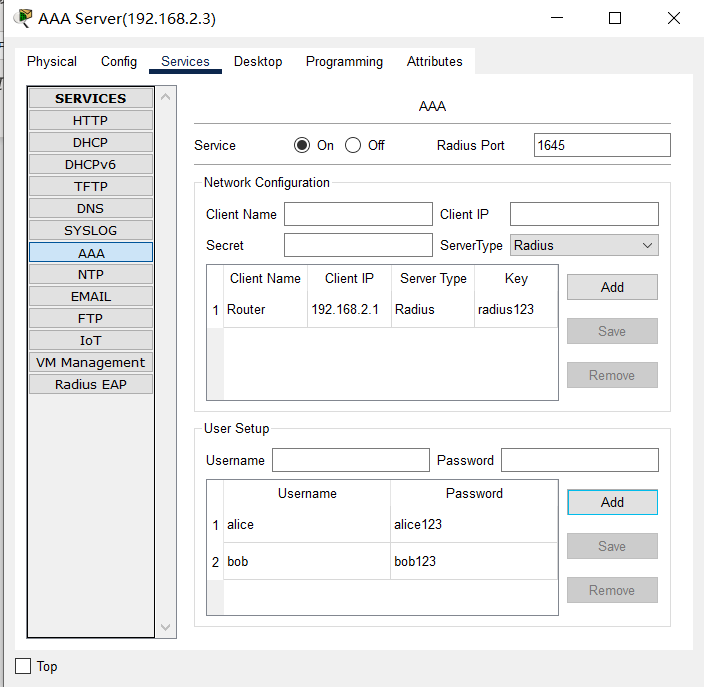 AAA Server(192.168.2.3)
Physical Config Services Desktop Programming Attributes
SERVICES
HTTP
DHCP
DHCPv6
TFTP
DNS
SYSLOG
AAA
NTP
EMAIL
FTP
IoT
VM Management
Radius EAP
AAA
Service On Off Radius Port 1645
Network Configuration
Client Name Client IP
Secret ServerType Radius
Client Name Client IP Server Type Key
1 Router 192.168.2.1 Radius radius123
Add
Save
Remove
User Setup
Username Password
Username Password
1 alice alice123
2 bob bob123
Add
Save
Remove
Top